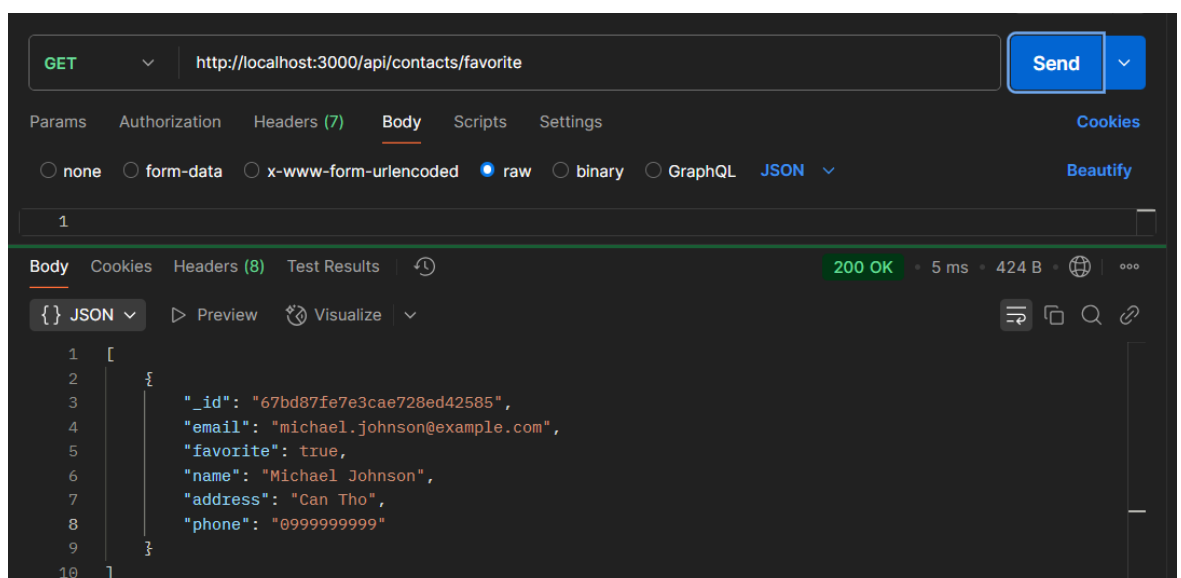 GET http://localhost:3000/api/contacts/favorite Send
Params Authorization Headers (7) Body Scripts Settings Cookies
none form-data x-www-form-urlencoded raw binary GraphQL JSON Beautify
1
Body Cookies Headers (8) Test Results 200 OK • 5 ms • 424 B •
{} JSON Preview Visualize
1 [
2 {
3 "_id": "67bd87fe7e3cae728ed42585",
4 "email": "michael.johnson@example.com",
5 "favorite": true,
6 "name": "Michael Johnson",
7 "address": "Can Tho",
8 "phone": "0999999999"
9 }
10 ]